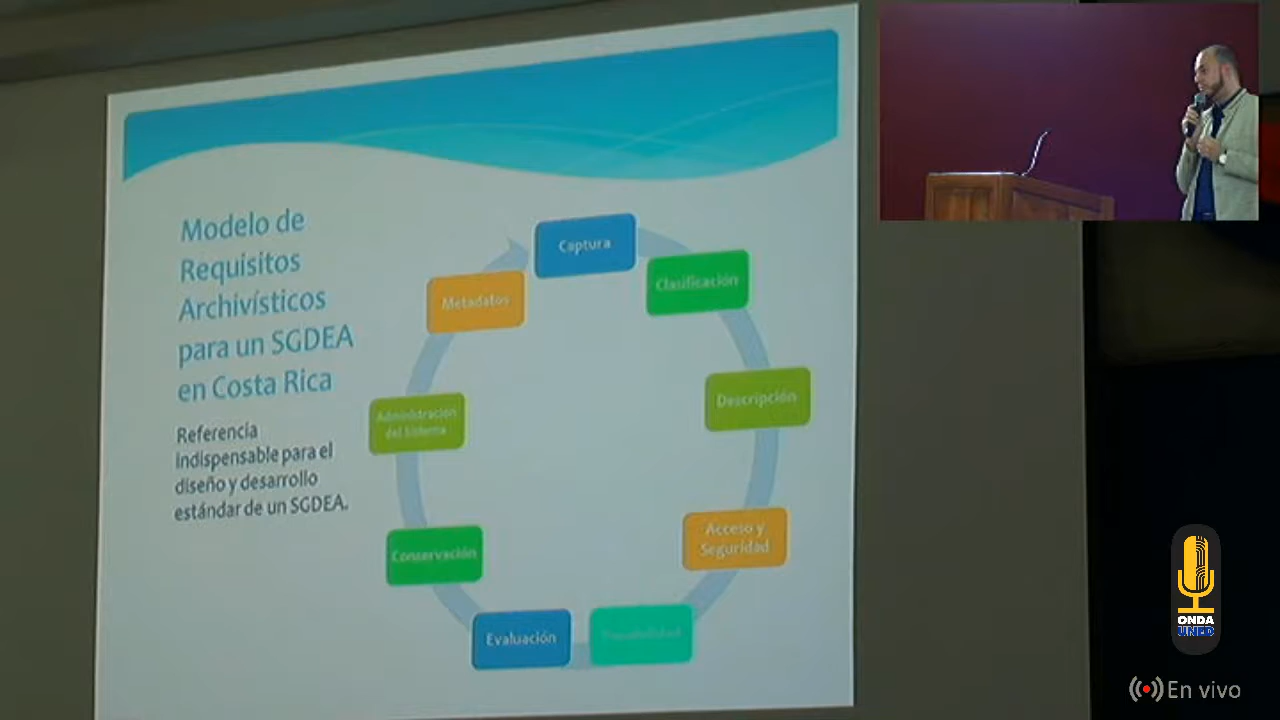 Modelo de
Requisitos
Archivísticos
para un SGDEA
en Costa Rica
Referencia
indispensable para el
diseño y desarrollo
estándar de un SGDEA.
Captura
Clasificación
Descripción
Acceso y
Seguridad
Trazabilidad
Evaluación
Conservación
Administración
del Sistema
Metadatos
ONDA
UNED
En vivo